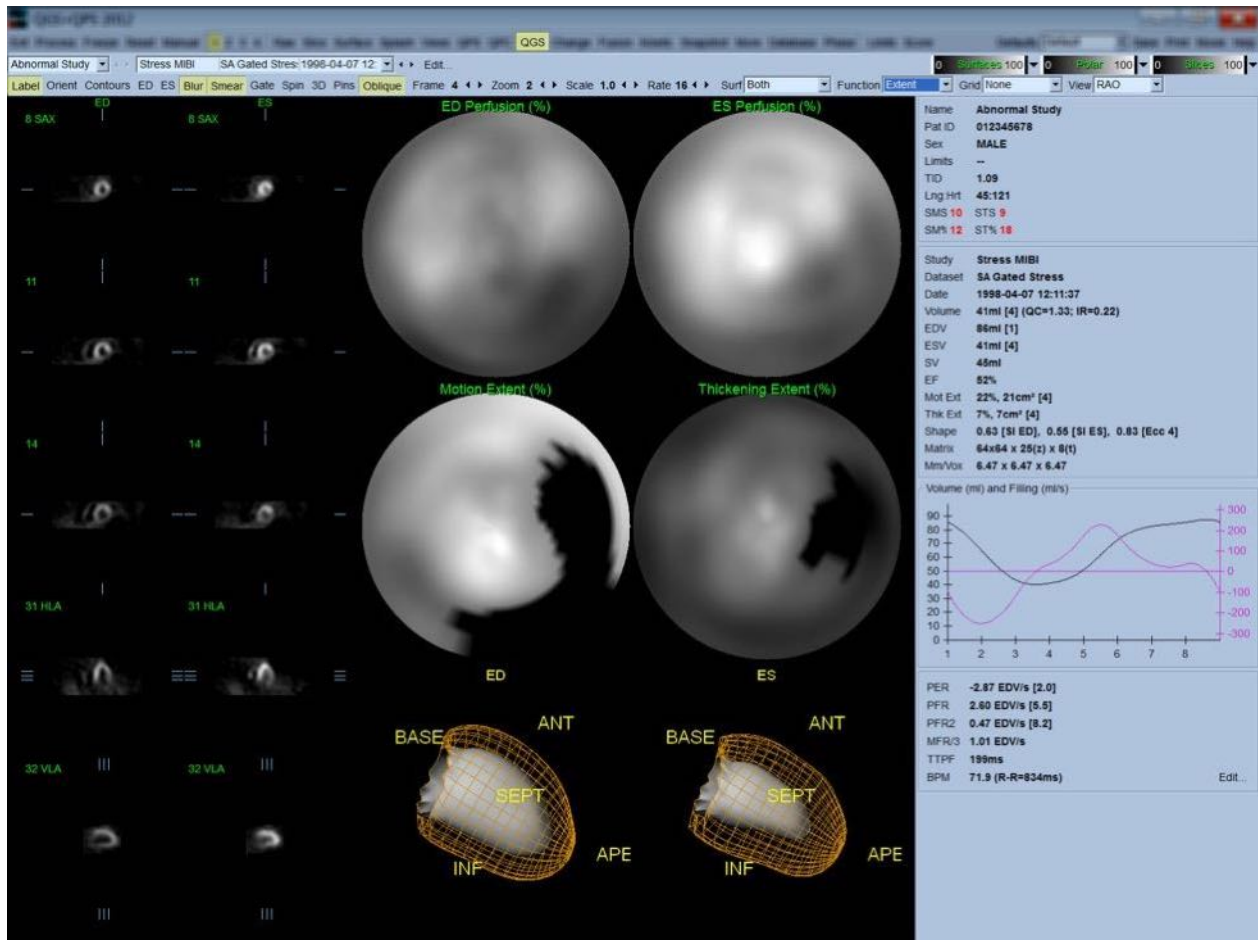 QGS+QPS 2012
QGS
Abnormal Study Stress MIBI SA Gated Stres: 1998-04-07 12: Edit...
0 Surfaces 100 0 Polar 100 0 Slices 100
Label Orient Contours ED ES Blur Smear Gate Spin 3D Pins Oblique Frame 4 Zoom 2 Scale 1.0 Rate 16 Surf Both Function Extent Grid None View RAO
ED ES
8 SAX 8 SAX
11 11
14 14
31 HLA 31 HLA
32 VLA 32 VLA
ED Perfusion (%) ES Perfusion (%)
Motion Extent (%) Thickening Extent (%)
ED ES
BASE ANT BASE ANT
SEPT SEPT
INF APE INF APE
Name Abnormal Study
Pat ID 012345678
Sex MALE
Limits --
TID 1.09
Lng:Hrt 45:121
SMS 10 STS 9
SM% 12 ST% 18
Study Stress MIBI
Dataset SA Gated Stress
Date 1998-04-07 12:11:37
Volume 41ml [4] (QC=1.33; IR=0.22)
EDV 86ml [1]
ESV 41ml [4]
SV 45ml
EF 52%
Mot Ext 22%, 21cm² [4]
Thk Ext 7%, 7cm² [4]
Shape 0.63 [SI ED], 0.55 [SI ES], 0.83 [Ecc 4]
Matrix 64x64 x 25(z) x 8(t)
Mm/Vox 6.47 x 6.47 x 6.47
Volume (ml) and Filling (ml/s)
90 300
80 200
70 100
60 0
50 -100
40 -200
30 -300
20
10
0
1 2 3 4 5 6 7 8
PER -2.87 EDV/s [2.0]
PFR 2.60 EDV/s [5.5]
PFR2 0.47 EDV/s [8.2]
MFR/3 1.01 EDV/s
TTPF 199ms
BPM 71.9 (R-R=834ms) Edit...